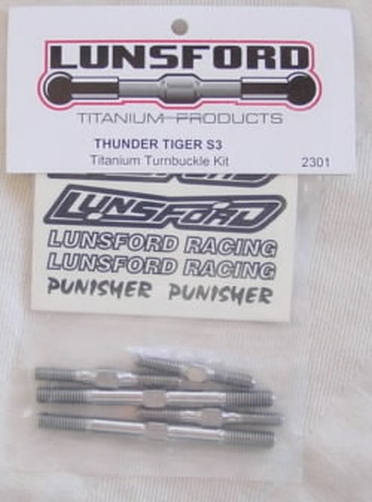 LUNSFORD
TITANIUM PRODUCTS
THUNDER TIGER S3
Titanium Turnbuckle Kit 2301
LUNSFORD
LUNSFORD RACING
LUNSFORD RACING
PUNISHER PUNISHER